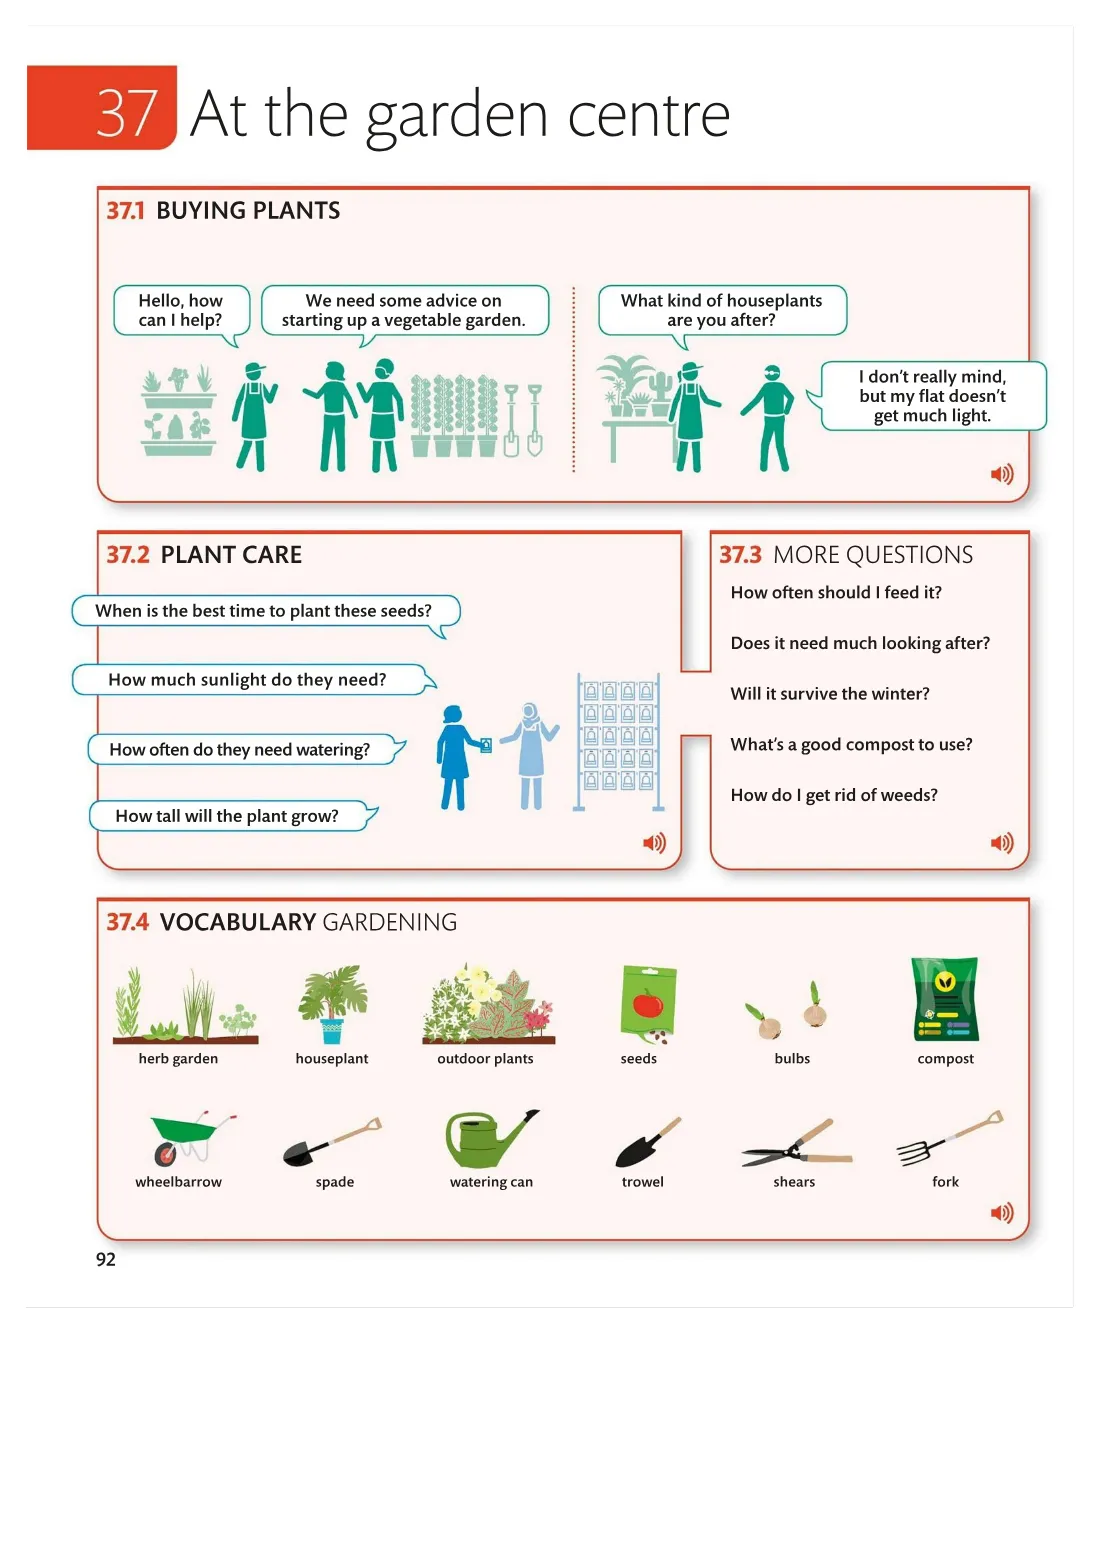 37 At the garden centre
37.1 BUYING PLANTS
Hello, how
can I help?
We need some advice on
starting up a vegetable garden.
What kind of houseplants
are you after?
I don't really mind,
but my flat doesn't
get much light.
37.2 PLANT CARE
When is the best time to plant these seeds?
How much sunlight do they need?
How often do they need watering?
How tall will the plant grow?
37.3 MORE QUESTIONS
How often should I feed it?
Does it need much looking after?
Will it survive the winter?
What's a good compost to use?
How do I get rid of weeds?
37.4 VOCABULARY GARDENING
herb garden
houseplant
outdoor plants
seeds
bulbs
compost
wheelbarrow
spade
watering can
trowel
shears
fork
92